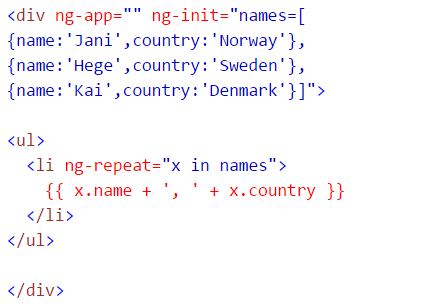 <div ng-app="" ng-init="names=[
{name:'Jani',country:'Norway'},
{name:'Hege',country:'Sweden'},
{name:'Kai',country:'Denmark'}]">
<ul>
  <li ng-repeat="x in names">
    {{ x.name + ', ' + x.country }}
  </li>
</ul>
</div>